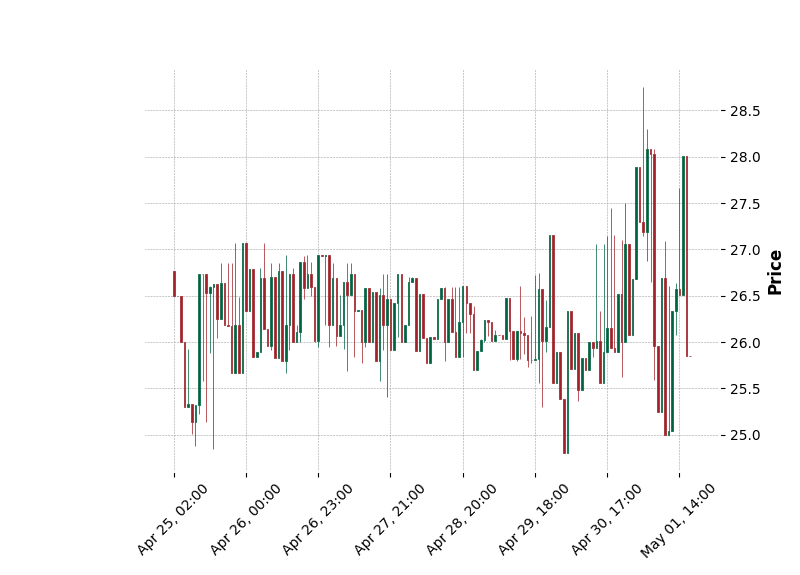 28.5
28.0
27.5
27.0
26.5
26.0
25.5
25.0
Price
Apr 25, 02:00
Apr 26, 00:00
Apr 26, 23:00
Apr 27, 21:00
Apr 28, 20:00
Apr 29, 18:00
Apr 30, 17:00
May 01, 14:00